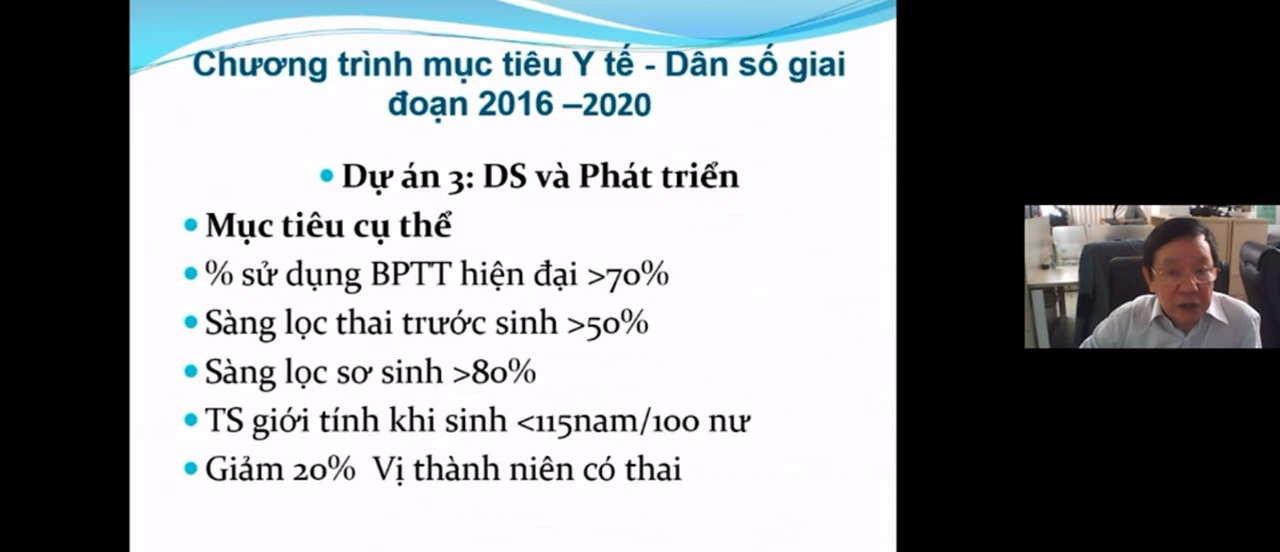 Chương trình mục tiêu Y tế - Dân số giai
đoạn 2016 –2020
• Dự án 3: DS và Phát triển
• Mục tiêu cụ thể
• % sử dụng BPTT hiện đại >70%
• Sàng lọc thai trước sinh >50%
• Sàng lọc sơ sinh >80%
• TS giới tính khi sinh <115nam/100 nư
• Giảm 20% Vị thành niên có thai